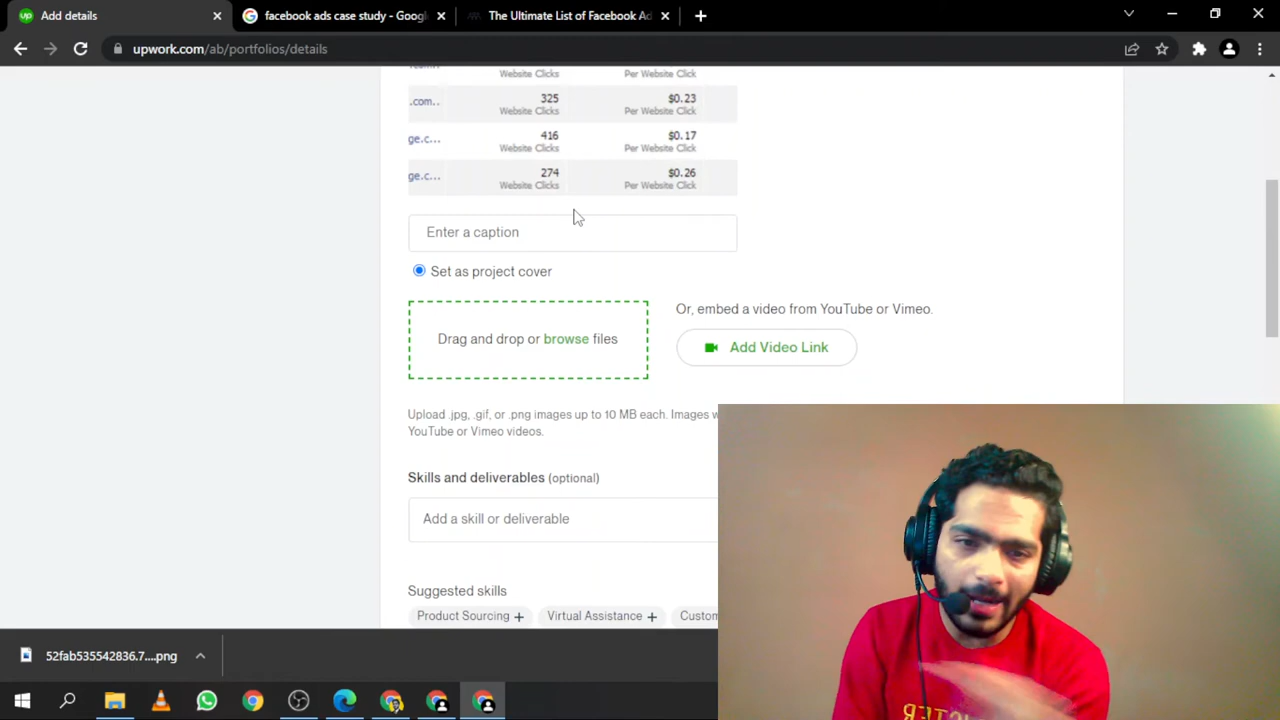 Add details
facebook ads case study - Googl
The Ultimate List of Facebook Ad
upwork.com/ab/portfolios/details
Website Clicks
Per Website Click
.com..
325
Website Clicks
$0.23
Per Website Click
ge.c...
416
Website Clicks
$0.17
Per Website Click
ge.c...
274
Website Clicks
$0.26
Per Website Click
Enter a caption
Set as project cover
Drag and drop or browse files
Or, embed a video from YouTube or Vimeo.
Add Video Link
Upload .jpg, .gif, or .png images up to 10 MB each. Images w
YouTube or Vimeo videos.
Skills and deliverables (optional)
Add a skill or deliverable
Suggested skills
Product Sourcing +
Virtual Assistance +
Custom
52fab535542836.7....png